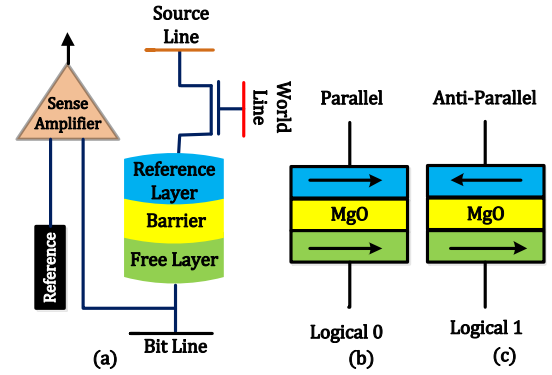 Source
Line
Sense
Amplifier
World
Line
Reference
Layer
Barrier
Free Layer
Reference
Bit Line
(a)
Parallel
MgO
Logical 0
(b)
Anti-Parallel
MgO
Logical 1
(c)